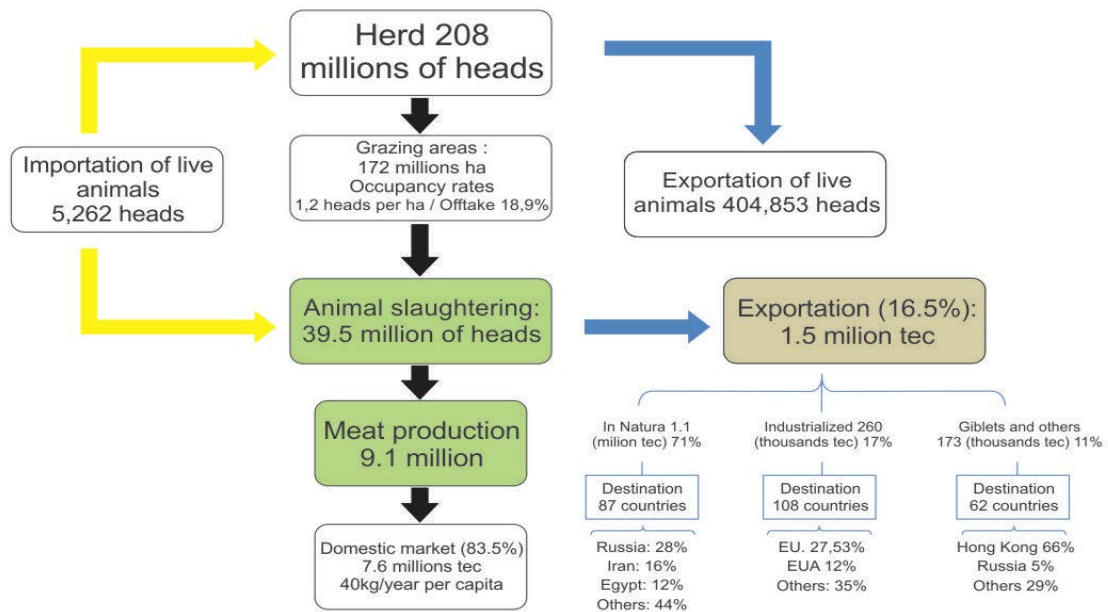 Herd 208
millions of heads
Importation of live
animals
5,262 heads
Grazing areas :
172 millions ha
Occupancy rates
1,2 heads per ha / Offtake 18,9%
Exportation of live
animals 404,853 heads
Animal slaughtering:
39.5 million of heads
Exportation (16.5%):
1.5 milion tec
Meat production
9.1 million
Domestic market (83.5%)
7.6 millions tec
40kg/year per capita
In Natura 1.1
(milion tec) 71%
Destination
87 countries
Russia: 28%
Iran: 16%
Egypt: 12%
Others: 44%
Industrialized 260
(thousands tec) 17%
Destination
108 countries
EU. 27,53%
EUA 12%
Others: 35%
Giblets and others
173 (thousands tec) 11%
Destination
62 countries
Hong Kong 66%
Russia 5%
Others 29%